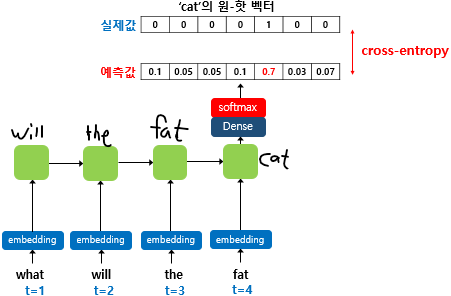 'cat'의 원-핫 벡터
실제값 0 0 0 0 1 0 0
cross-entropy
예측값 0.1 0.05 0.05 0.1 0.7 0.03 0.07
softmax
Dense
will the fat cat
embedding embedding embedding embedding
what will the fat
t=1 t=2 t=3 t=4